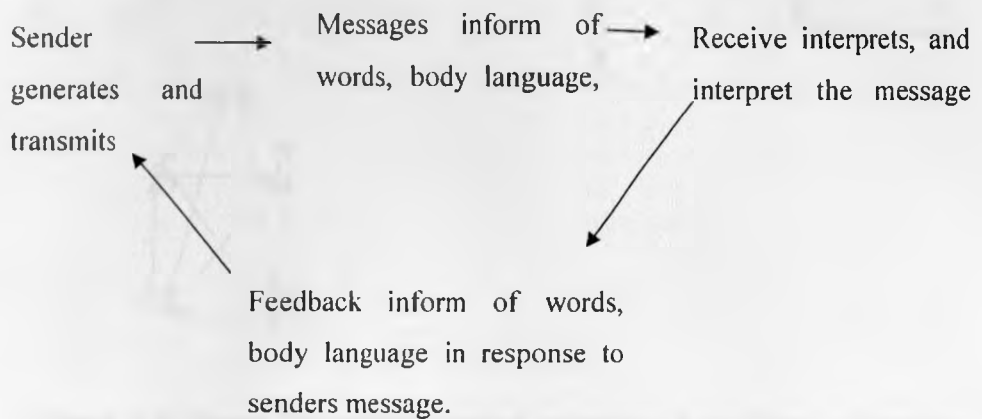 Sender
generates and
transmits
Messages inform of
words, body language,
Receive interprets, and
interpret the message
Feedback inform of words,
body language in response to
senders message.